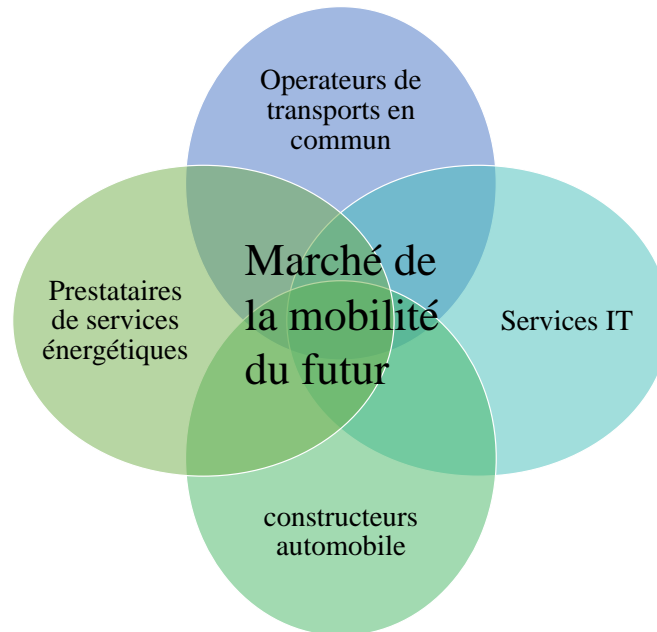 Operateurs de
transports en
commun
Marché de
la mobilité
du futur
Prestataires
de services
énergétiques
Services IT
constructeurs
automobile